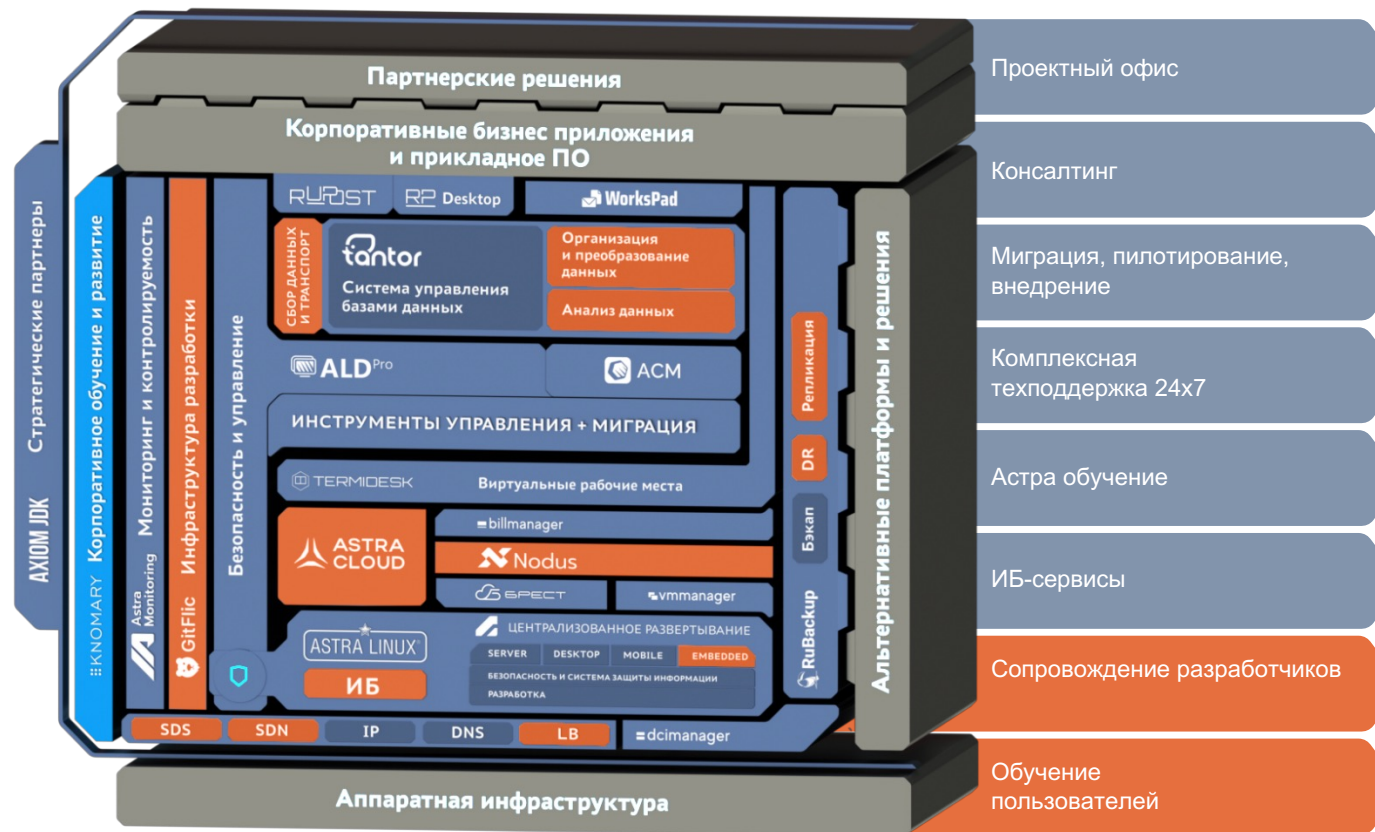 Партнерские решения
Корпоративные бизнес приложения
и прикладное ПО
AXIOM JDK Стратегические партнеры
KNOMARY Корпоративное обучение и развитие
Astra
Monitoring
Мониторинг и контролируемость
GitFlic Инфраструктура разработки
Безопасность и управление
RUPOST
RP Desktop
WorksPad
СБОР ДАННЫХ
И ТРАНСПОРТ
tantor
Система управления
базами данных
Организация
и преобразование
данных
Анализ данных
ALD Pro
ACM
ИНСТРУМЕНТЫ УПРАВЛЕНИЯ + МИГРАЦИЯ
TERMIDESK
Виртуальные рабочие места
ASTRA
CLOUD
billmanager
Nodus
БРЕСТ
vmmanager
ASTRA LINUX®
ИБ
ЦЕНТРАЛИЗОВАННОЕ РАЗВЕРТЫВАНИЕ
SERVER
DESKTOP
MOBILE
EMBEDDED
БЕЗОПАСНОСТЬ И СИСТЕМА ЗАЩИТЫ ИНФОРМАЦИИ
РАЗРАБОТКА
Репликация
DR
Бэкап
RuBackup
Альтернативные платформы и решения
SDS
SDN
IP
DNS
LB
dcimanager
Аппаратная инфраструктура
Проектный офис
Консалтинг
Миграция, пилотирование,
внедрение
Комплексная
техподдержка 24x7
Астра обучение
ИБ-сервисы
Сопровождение разработчиков
Обучение
пользователей